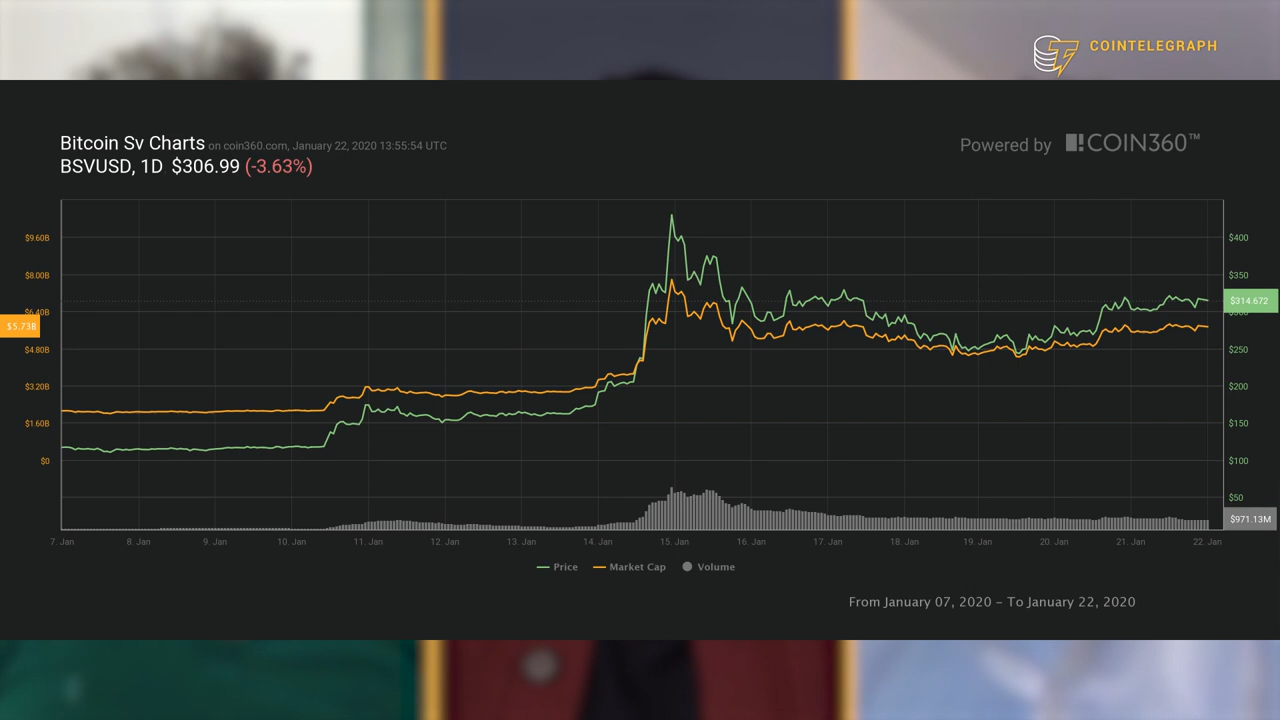 COINTELEGRAPH
Bitcoin Sv Charts on coin360.com, January 22, 2020 13:55:54 UTC
BSVUSD, 1D $306.99 (-3.63%)
Powered by COIN360™
$9.60B
$8.00B
$6.40B
$5.73B
$4.80B
$3.20B
$1.60B
$0
$400
$350
$314.672
$300
$250
$200
$150
$100
$50
$971.13M
7. Jan 8. Jan 9. Jan 10. Jan 11. Jan 12. Jan 13. Jan 14. Jan 15. Jan 16. Jan 17. Jan 18. Jan 19. Jan 20. Jan 21. Jan 22. Jan
Price Market Cap Volume
From January 07, 2020 – To January 22, 2020